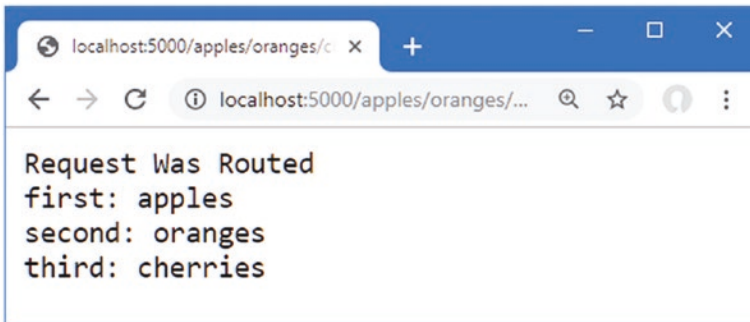 localhost:5000/apples/oranges/c
localhost:5000/apples/oranges/...
Request Was Routed
first: apples
second: oranges
third: cherries